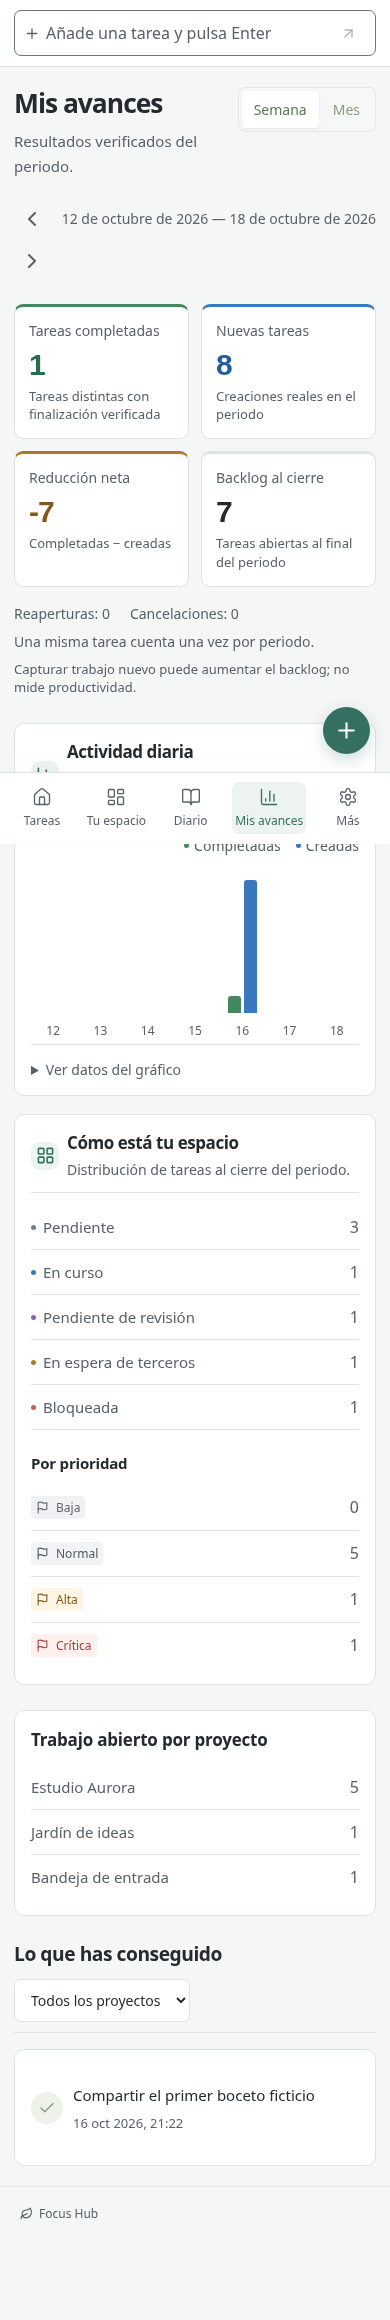 Añade una tarea y pulsa Enter
Mis avances
Semana
Mes
Resultados verificados del
periodo.
12 de octubre de 2026 — 18 de octubre de 2026
Tareas completadas
1
Tareas distintas con
finalización verificada
Nuevas tareas
8
Creaciones reales en el
periodo
Reducción neta
-7
Completadas − creadas
Backlog al cierre
7
Tareas abiertas al final
del periodo
Reaperturas: 0
Cancelaciones: 0
Una misma tarea cuenta una vez por periodo.
Capturar trabajo nuevo puede aumentar el backlog; no
mide productividad.
Actividad diaria
Tareas
Tu espacio
Diario
Mis avances
Más
Completadas
Creadas
12 13 14 15 16 17 18
Ver datos del gráfico
Cómo está tu espacio
Distribución de tareas al cierre del periodo.
Pendiente 3
En curso 1
Pendiente de revisión 1
En espera de terceros 1
Bloqueada 1
Por prioridad
Baja 0
Normal 5
Alta 1
Crítica 1
Trabajo abierto por proyecto
Estudio Aurora 5
Jardín de ideas 1
Bandeja de entrada 1
Lo que has conseguido
Todos los proyectos
Compartir el primer boceto ficticio
16 oct 2026, 21:22
Focus Hub